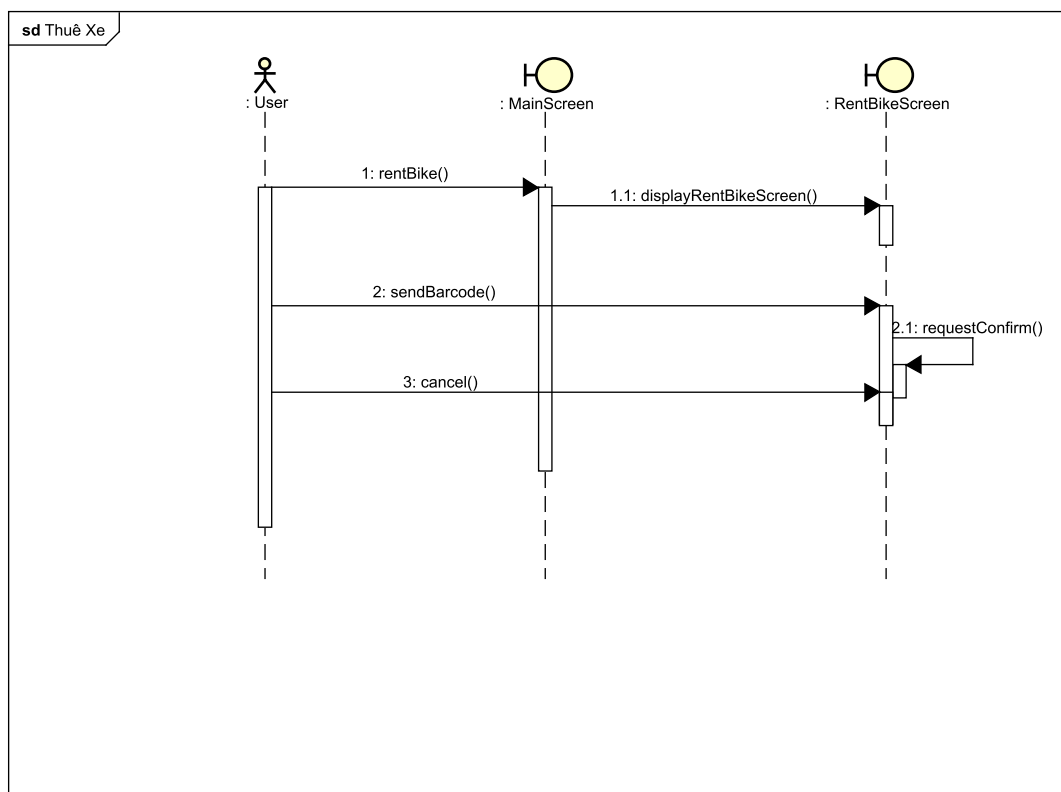 sd Thuê Xe
: User
: MainScreen
: RentBikeScreen
1: rentBike()
1.1: displayRentBikeScreen()
2: sendBarcode()
2.1: requestConfirm()
3: cancel()